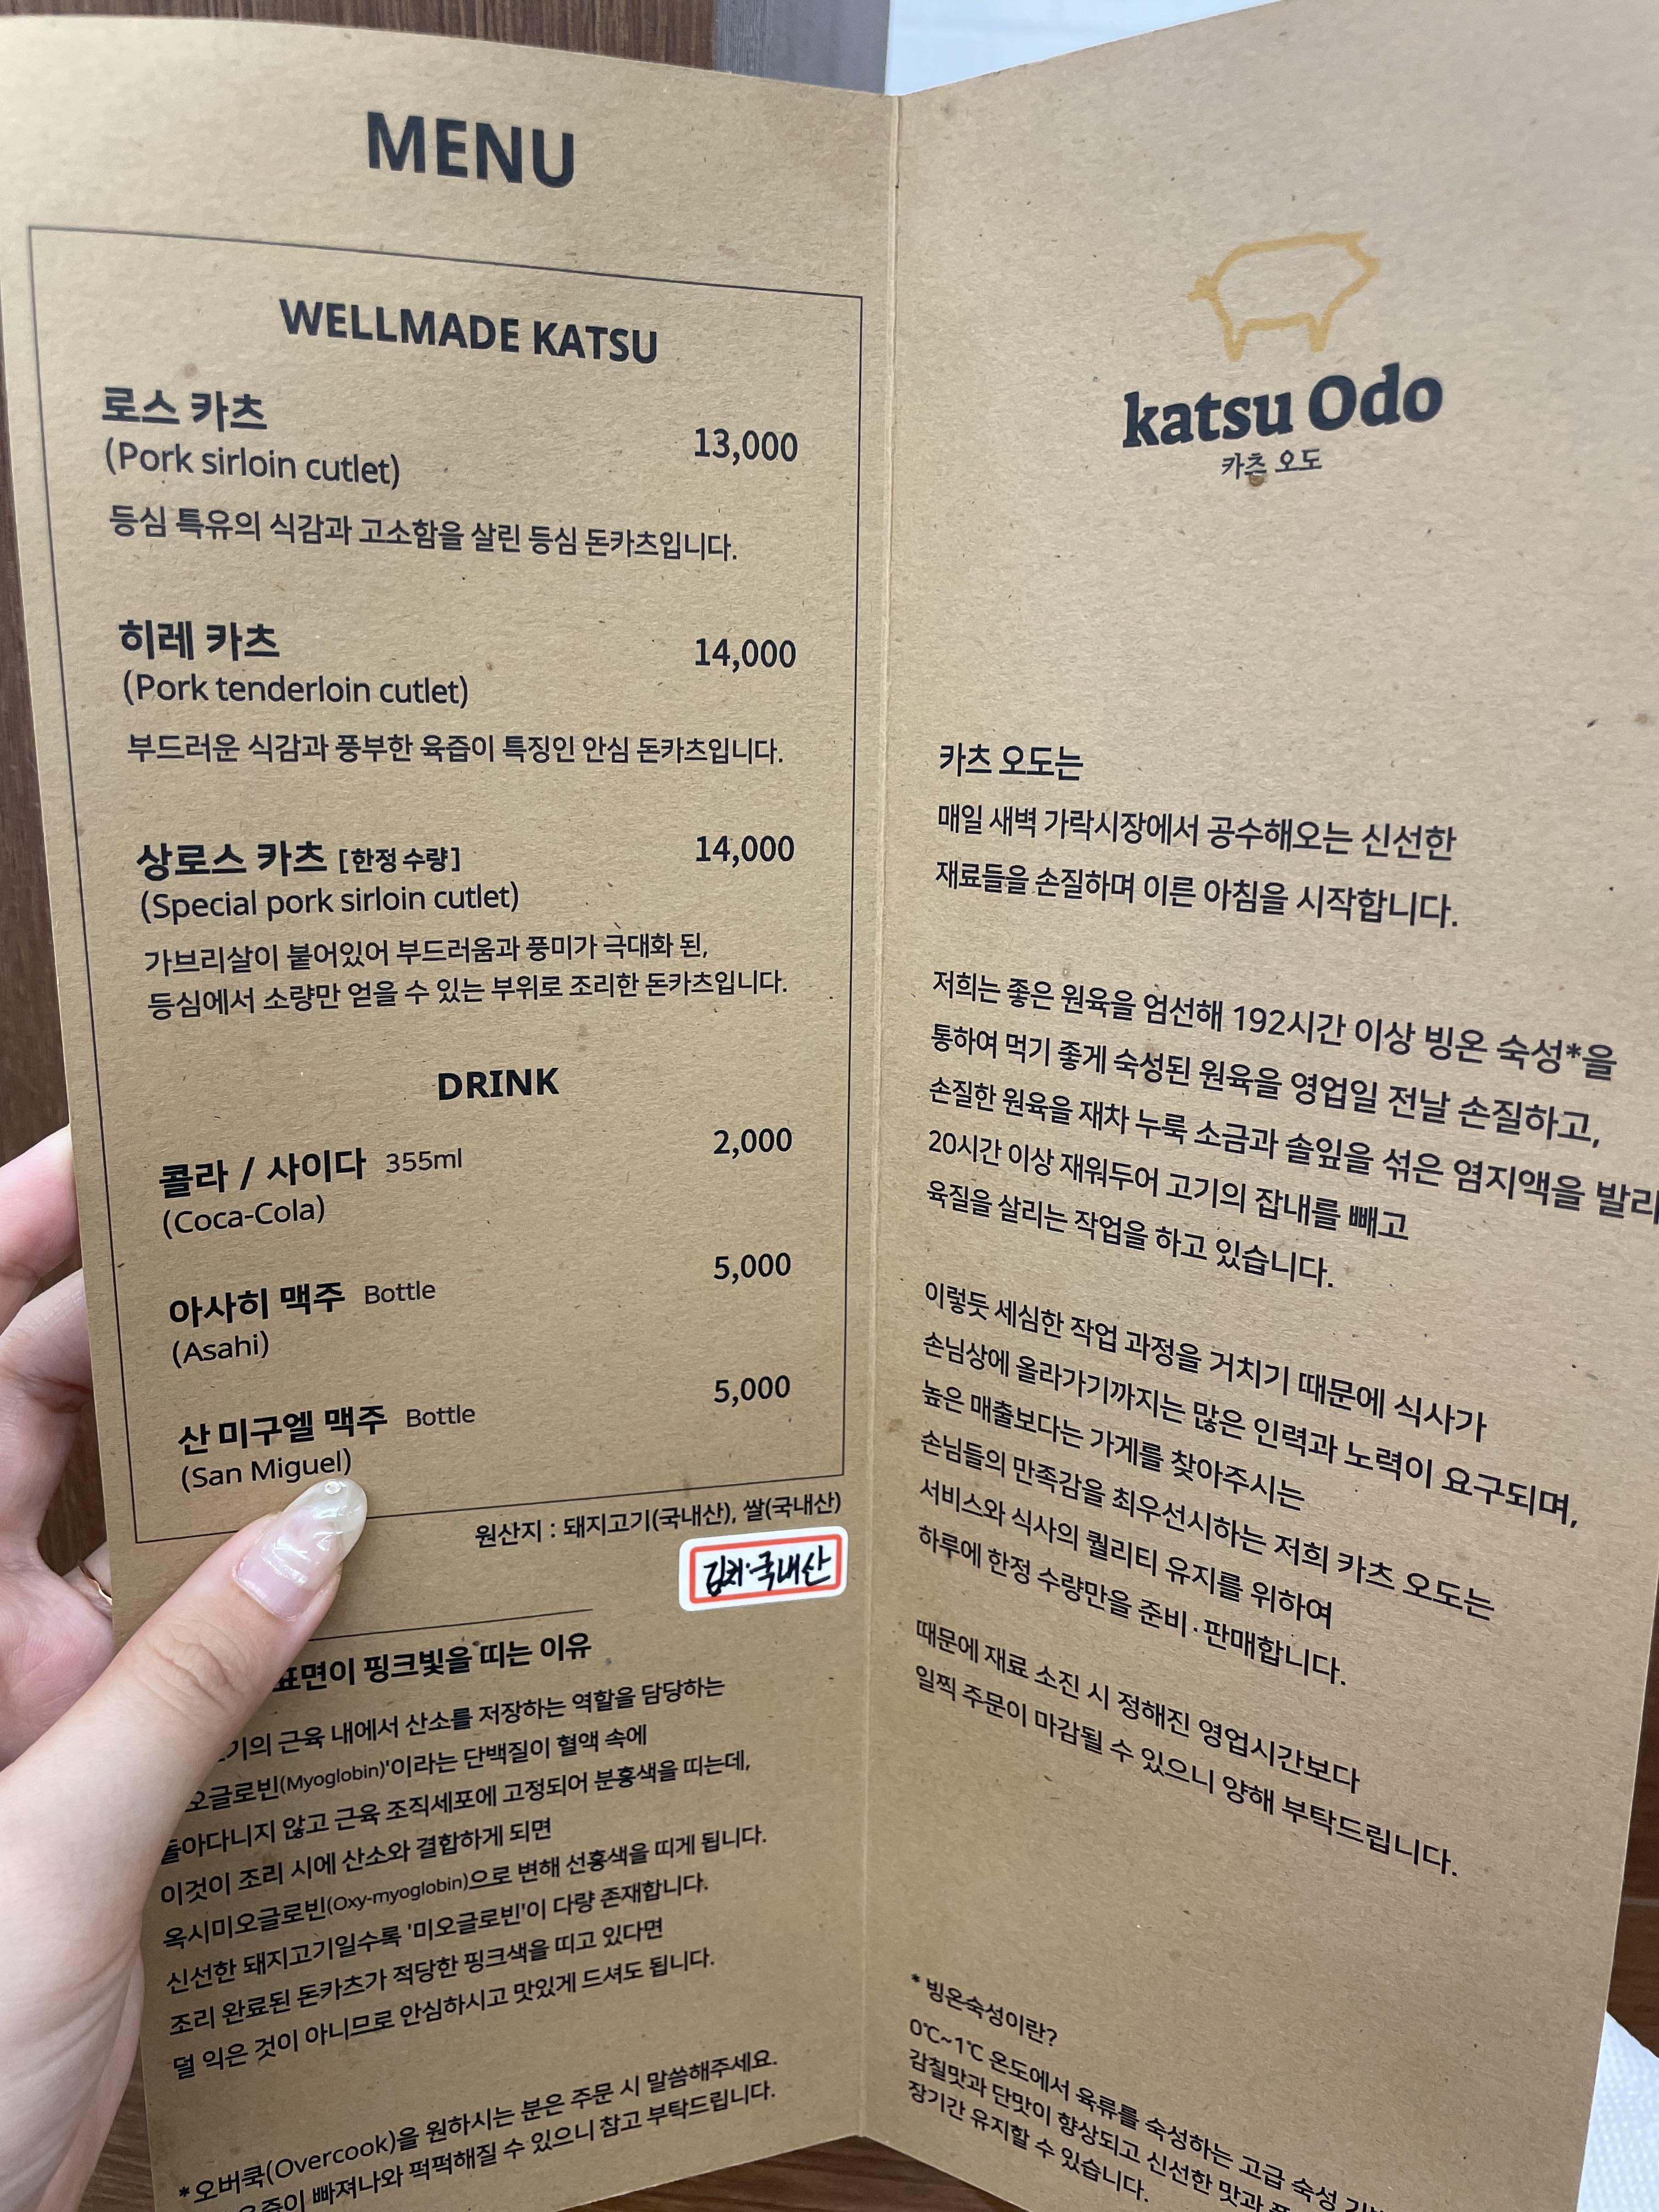 MENU
WELLMADE KATSU
로스 카츠
(Pork sirloin cutlet)
13,000
등심 특유의 식감과 고소함을 살린 등심 돈카츠입니다.
히레 카츠
(Pork tenderloin cutlet)
14,000
부드러운 식감과 풍부한 육즙이 특징인 안심 돈카츠입니다.
상로스 카츠 [한정 수량]
(Special pork sirloin cutlet)
14,000
가브리살이 붙어있어 부드러움과 풍미가 극대화 된,
등심에서 소량만 얻을 수 있는 부위로 조리한 돈카츠입니다.
DRINK
콜라 / 사이다 355ml
(Coca-Cola)
2,000
아사히 맥주 Bottle
(Asahi)
5,000
산 미구엘 맥주 Bottle
(San Miguel)
5,000
원산지 : 돼지고기(국내산), 쌀(국내산)
김치·국내산
표면이 핑크빛을 띠는 이유
근육 내에서 산소를 저장하는 역할을 담당하는
오글로빈(Myoglobin)'이라는 단백질이 혈액 속에
돌아다니지 않고 근육 조직세포에 고정되어 분홍색을 띠는데,
이것이 조리 시에 산소와 결합하게 되면
옥시미오글로빈(Oxy-myoglobin)으로 변해 선홍색을 띠게 됩니다.
신선한 돼지고기일수록 '미오글로빈'이 다량 존재합니다.
조리 완료된 돈카츠가 적당한 핑크색을 띠고 있다면
덜 익은 것이 아니므로 안심하시고 맛있게 드셔도 됩니다.
*오버쿡(Overcook)을 원하시는 분은 주문 시 말씀해주세요.
빠져나와 퍽퍽해질 수 있으니 참고 부탁드립니다.
katsu Odo
카츠 오도
카츠 오도는
매일 새벽 가락시장에서 공수해오는 신선한
재료들을 손질하며 이른 아침을 시작합니다.
저희는 좋은 원육을 엄선해 192시간 이상 빙온 숙성*을
통하여 먹기 좋게 숙성된 원육을 영업일 전날 손질하고,
손질한 원육을 재차 누룩 소금과 솔잎을 섞은 염지액을 발라
20시간 이상 재워두어 고기의 잡내를 빼고
육질을 살리는 작업을 하고 있습니다.
이렇듯 세심한 작업 과정을 거치기 때문에 식사가
손님상에 올라가기까지는 많은 인력과 노력이 요구되며,
높은 매출보다는 가게를 찾아주시는
손님들의 만족감을 최우선시하는 저희 카츠 오도는
서비스와 식사의 퀄리티 유지를 위하여
하루에 한정 수량만을 준비·판매합니다.
때문에 재료 소진 시 정해진 영업시간보다
일찍 주문이 마감될 수 있으니 양해 부탁드립니다.
* 빙온숙성이란?
0℃~1℃ 온도에서 육류를 숙성하는 고급 숙성
감칠맛과 단맛이 향상되고 신선한 맛과
장기간 유지할 수 있습니다.